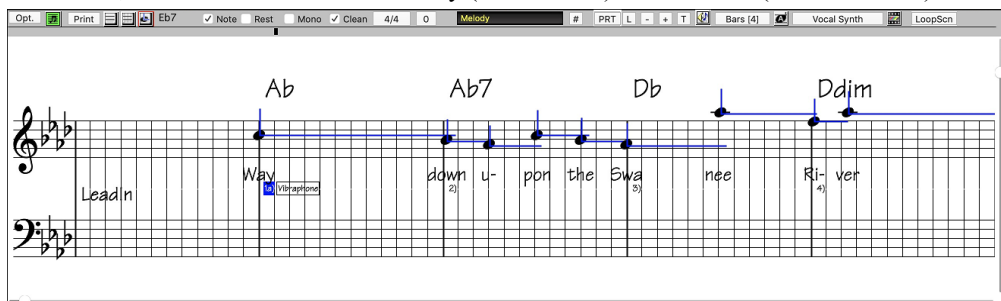 Opt. Print Eb7 Note Rest Mono Clean 4/4 0 Melody # PRT L - + T Bars [4] Vocal Synth LoopScn
Ab Ab7 Db Ddim
Way down u- pon the Swa nee Ri- ver
1a) Vibraphone 2) 3) 4)
LeadIn